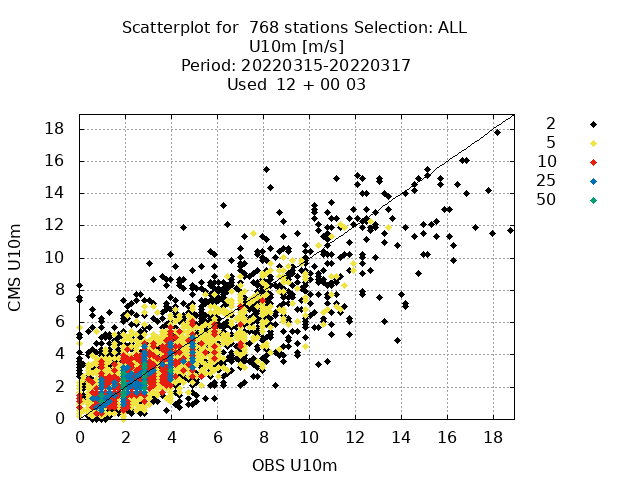 Scatterplot for  768 stations Selection: ALL
U10m [m/s]
Period: 20220315-20220317
Used  12 + 00 03
2
5
10
25
50
18
16
14
12
10
8
6
4
2
0
CMS U10m
0 2 4 6 8 10 12 14 16 18
OBS U10m